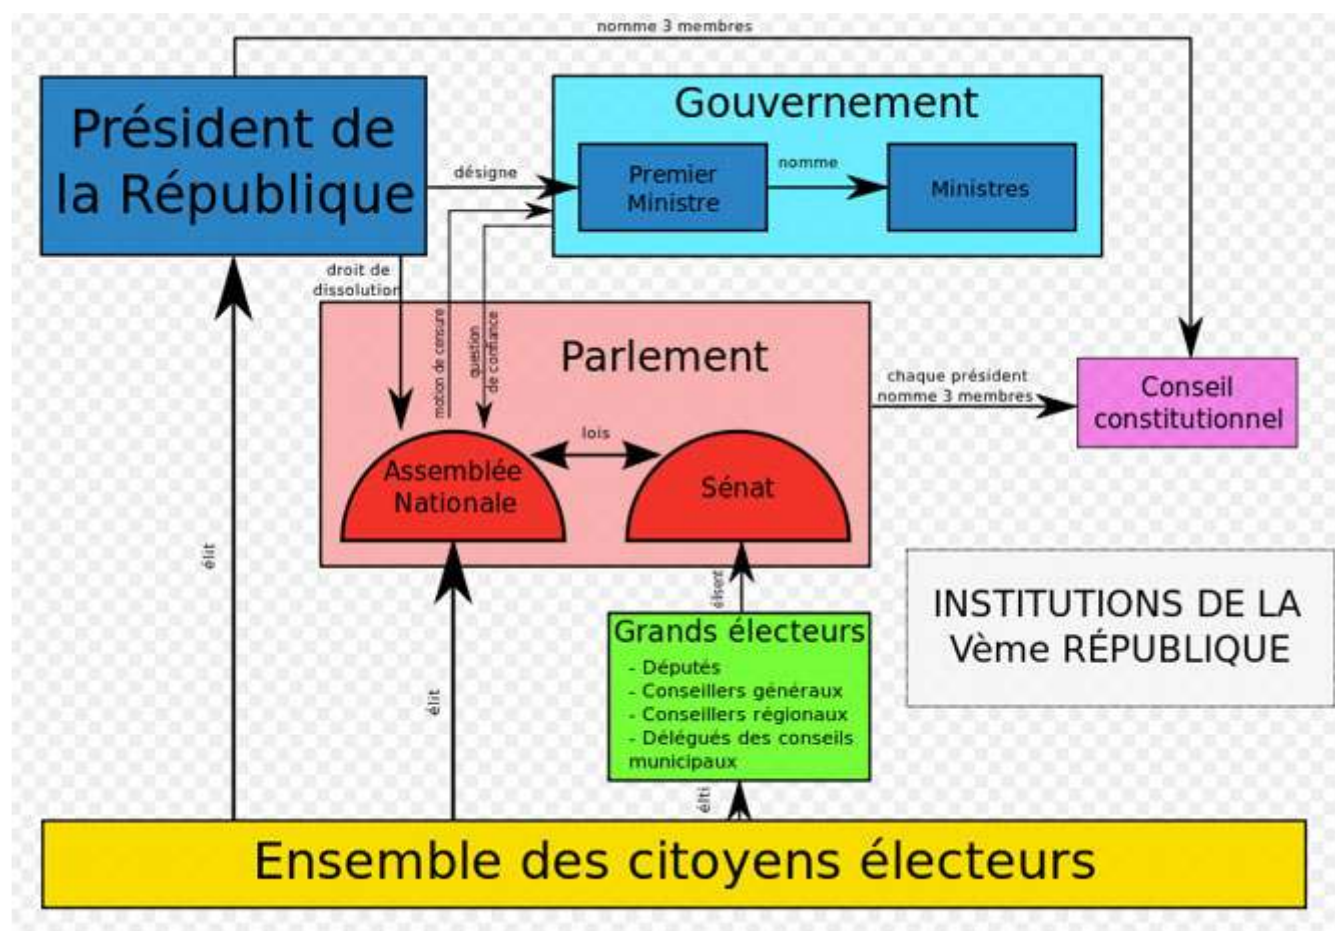 nomme 3 membres
Président de
la République
Gouvernement
désigne
Premier
Ministre
nomme
Ministres
droit de
dissolution
motion de censure
question
de confiance
Parlement
chaque président
nomme 3 membres
Conseil
constitutionnel
lois
Assemblée
Nationale
Sénat
élit
élit
élisent
INSTITUTIONS DE LA
Vème RÉPUBLIQUE
Grands électeurs
- Députés
- Conseillers généraux
- Conseillers régionaux
- Délégués des conseils
municipaux
élti
Ensemble des citoyens électeurs